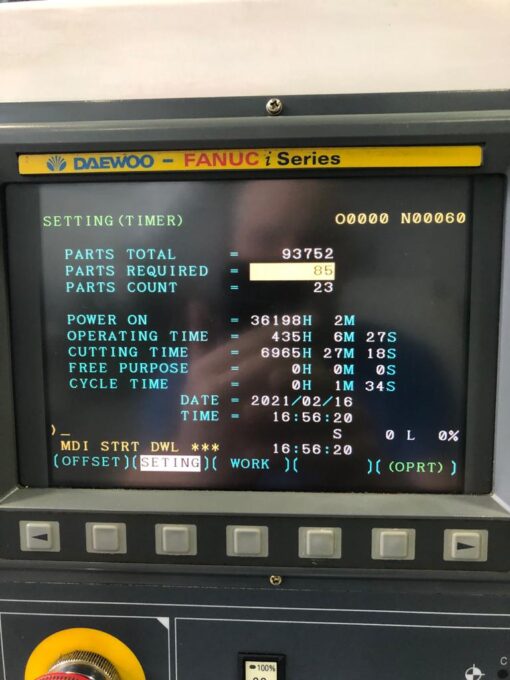 DAEWOO - FANUC i Series
SETTING(TIMER) O0000 N00060
PARTS TOTAL = 93752
PARTS REQUIRED = 85
PARTS COUNT = 23
POWER ON = 36198H 2M
OPERATING TIME = 435H 6M 27S
CUTTING TIME = 6965H 27M 18S
FREE PURPOSE = 0H 0M 0S
CYCLE TIME = 0H 1M 34S
DATE = 2021/02/16
TIME = 16:56:20
)_ S 0 L 0%
MDI STRT DWL *** 16:56:20
(OFFSET)(SETING)( WORK )( )( (OPRT) )
100%